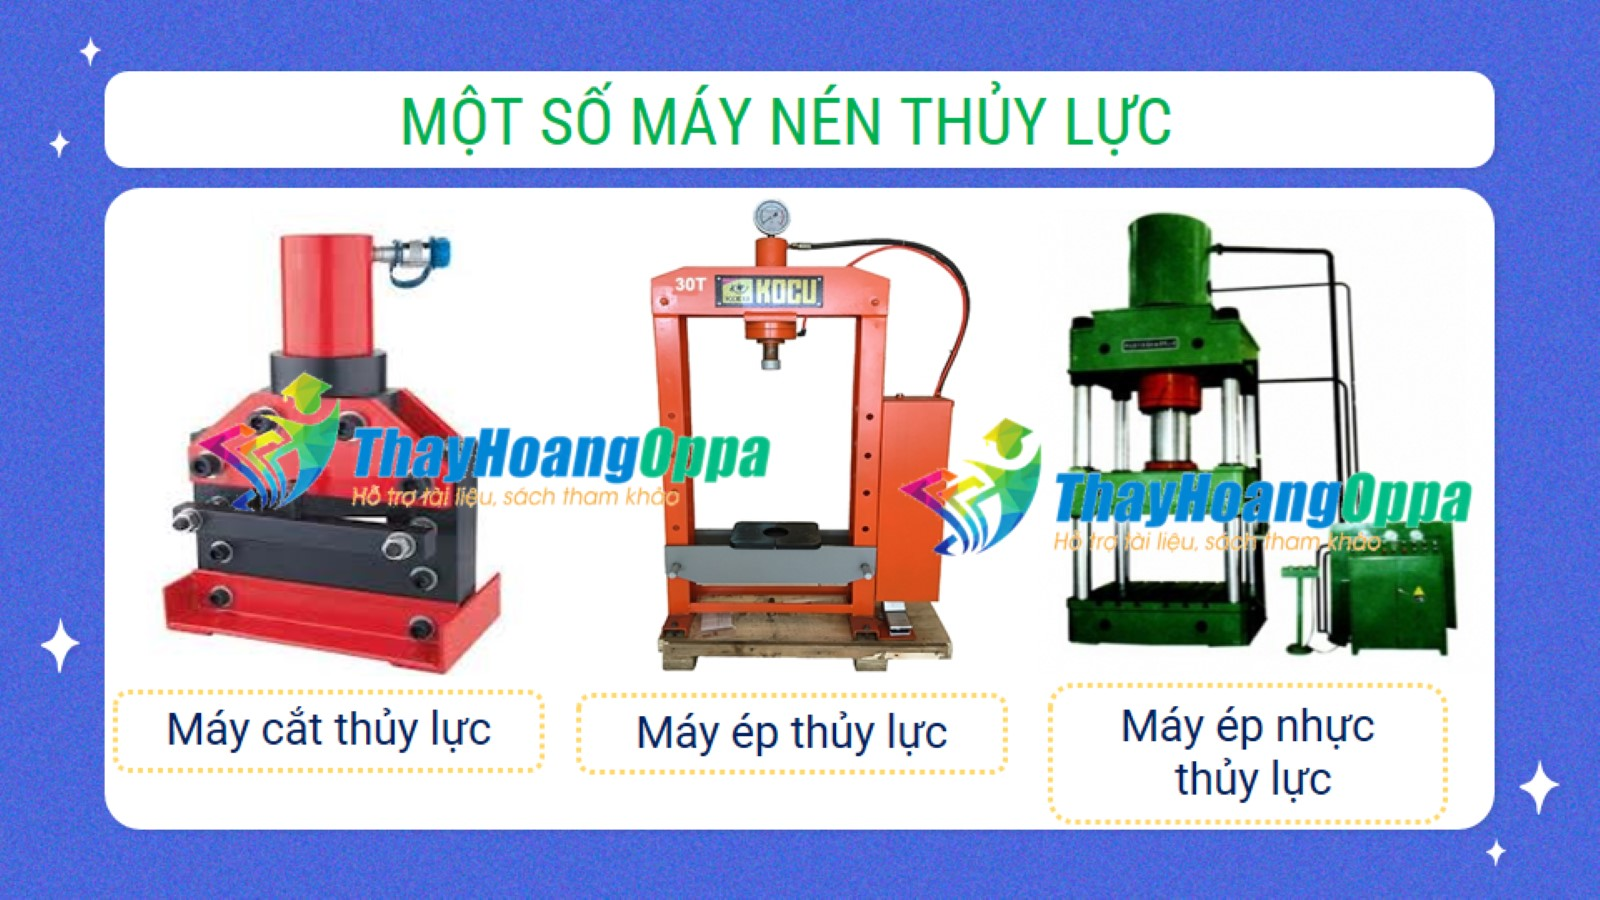 MỘT SỐ MÁY NÉN THỦY LỰC
30T
KOCU
ThayHoangOppa
Hỗ trợ tài liệu, sách tham khảo
ThayHoangOppa
Hỗ trợ tài liệu, sách tham khảo
Máy cắt thủy lực
Máy ép thủy lực
Máy ép nhực
thủy lực